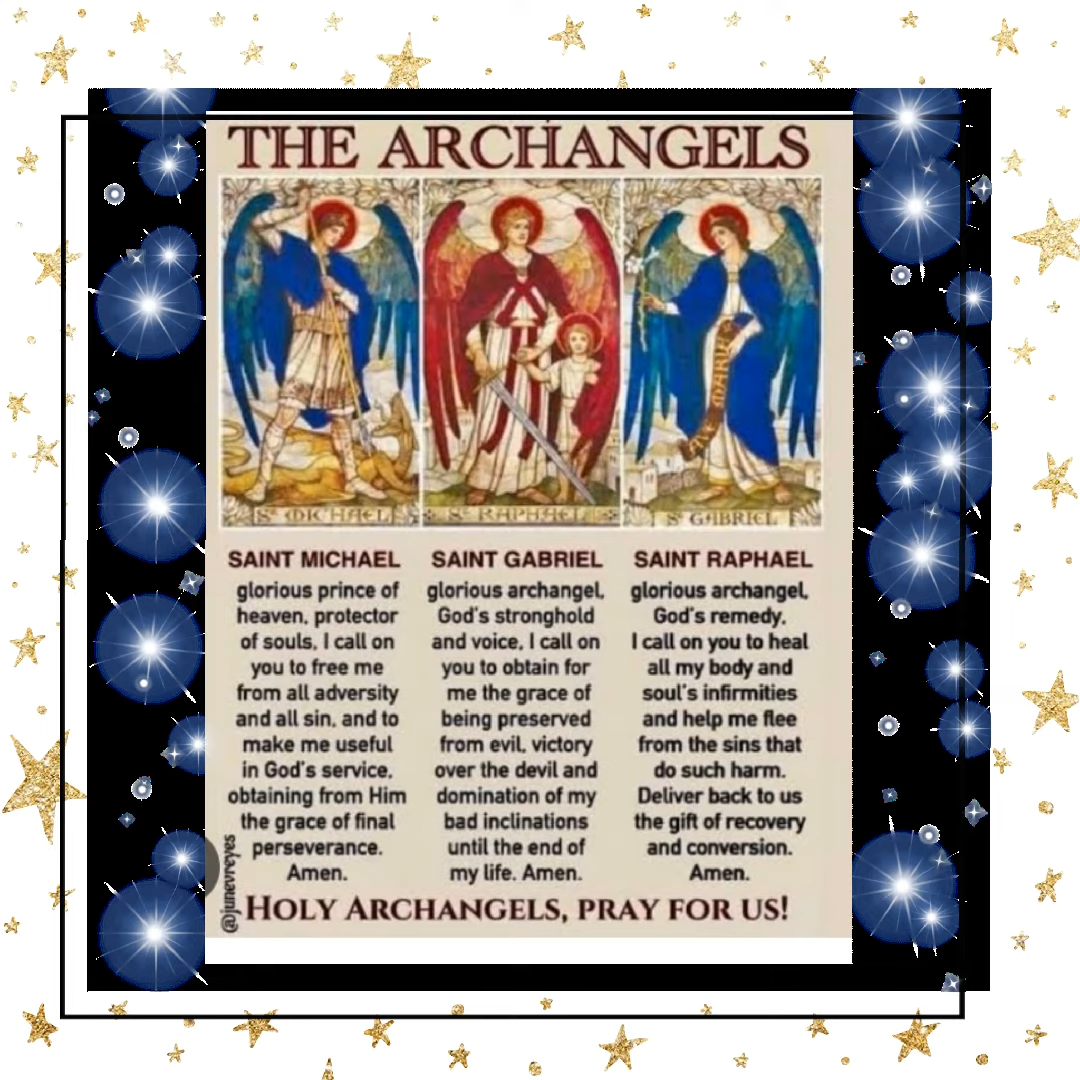 THE ARCHANGELS
AVE MARIA
S. MICHAEL
S. RAPHAEL
S. GABRIEL
SAINT MICHAEL
glorious prince of
heaven, protector
of souls, I call on
you to free me
from all adversity
and all sin, and to
make me useful
in God's service,
obtaining from Him
the grace of final
perseverance.
Amen.
SAINT GABRIEL
glorious archangel,
God's stronghold
and voice, I call on
you to obtain for
me the grace of
being preserved
from evil, victory
over the devil and
domination of my
bad inclinations
until the end of
my life. Amen.
SAINT RAPHAEL
glorious archangel,
God's remedy,
I call on you to heal
all my body and
soul's infirmities
and help me flee
from the sins that
do such harm.
Deliver back to us
the gift of recovery
and conversion.
Amen.
@junevreyes
HOLY ARCHANGELS, PRAY FOR US!